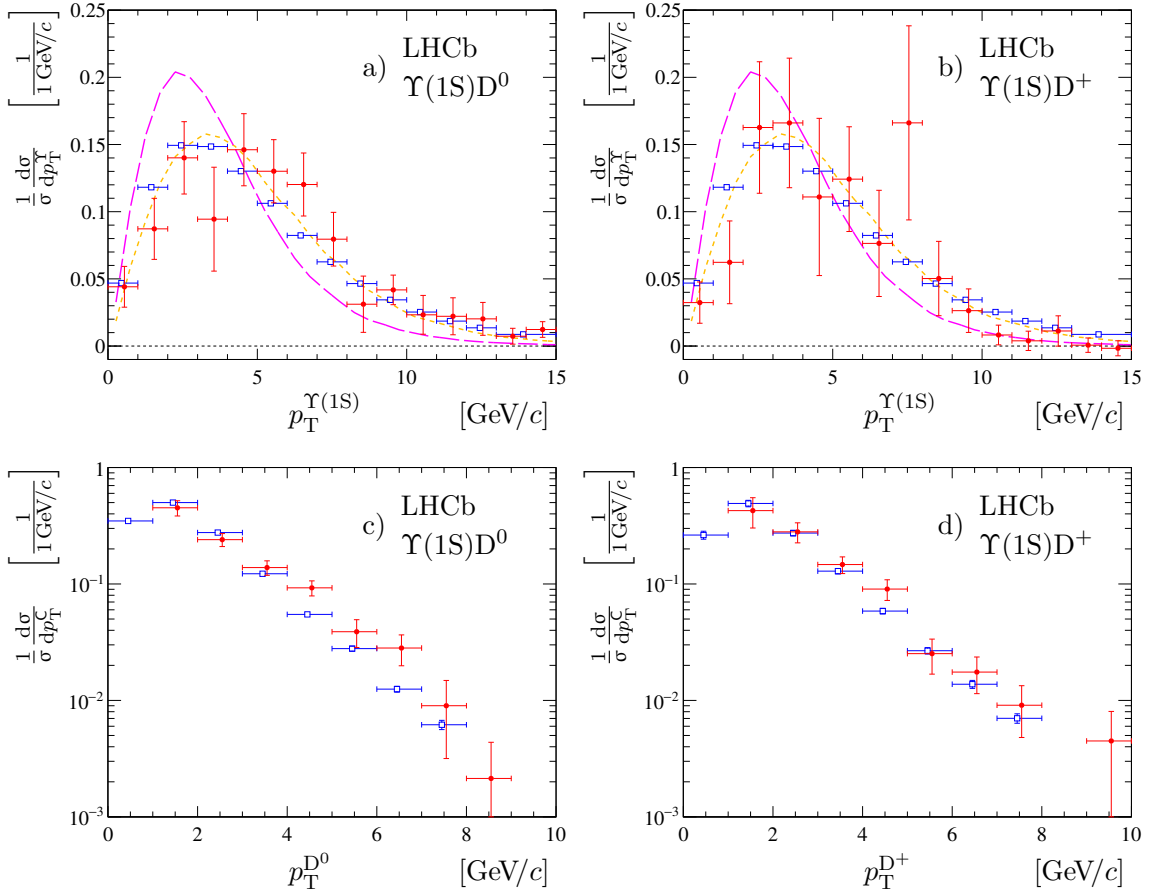 a) LHCb
ϒ(1S)D⁰
1/σ dσ/dp_T^ϒ [1/(1 GeV/c)]
0.25
0.2
0.15
0.1
0.05
0
0 5 10 15
p_T^ϒ(1S) [GeV/c]
b) LHCb
ϒ(1S)D⁺
1/σ dσ/dp_T^ϒ [1/(1 GeV/c)]
0.25
0.2
0.15
0.1
0.05
0
0 5 10 15
p_T^ϒ(1S) [GeV/c]
c) LHCb
ϒ(1S)D⁰
1/σ dσ/dp_T^C [1/(1 GeV/c)]
1
10⁻¹
10⁻²
10⁻³
0 2 4 6 8 10
p_T^D⁰ [GeV/c]
d) LHCb
ϒ(1S)D⁺
1/σ dσ/dp_T^C [1/(1 GeV/c)]
1
10⁻¹
10⁻²
10⁻³
0 2 4 6 8 10
p_T^D⁺ [GeV/c]